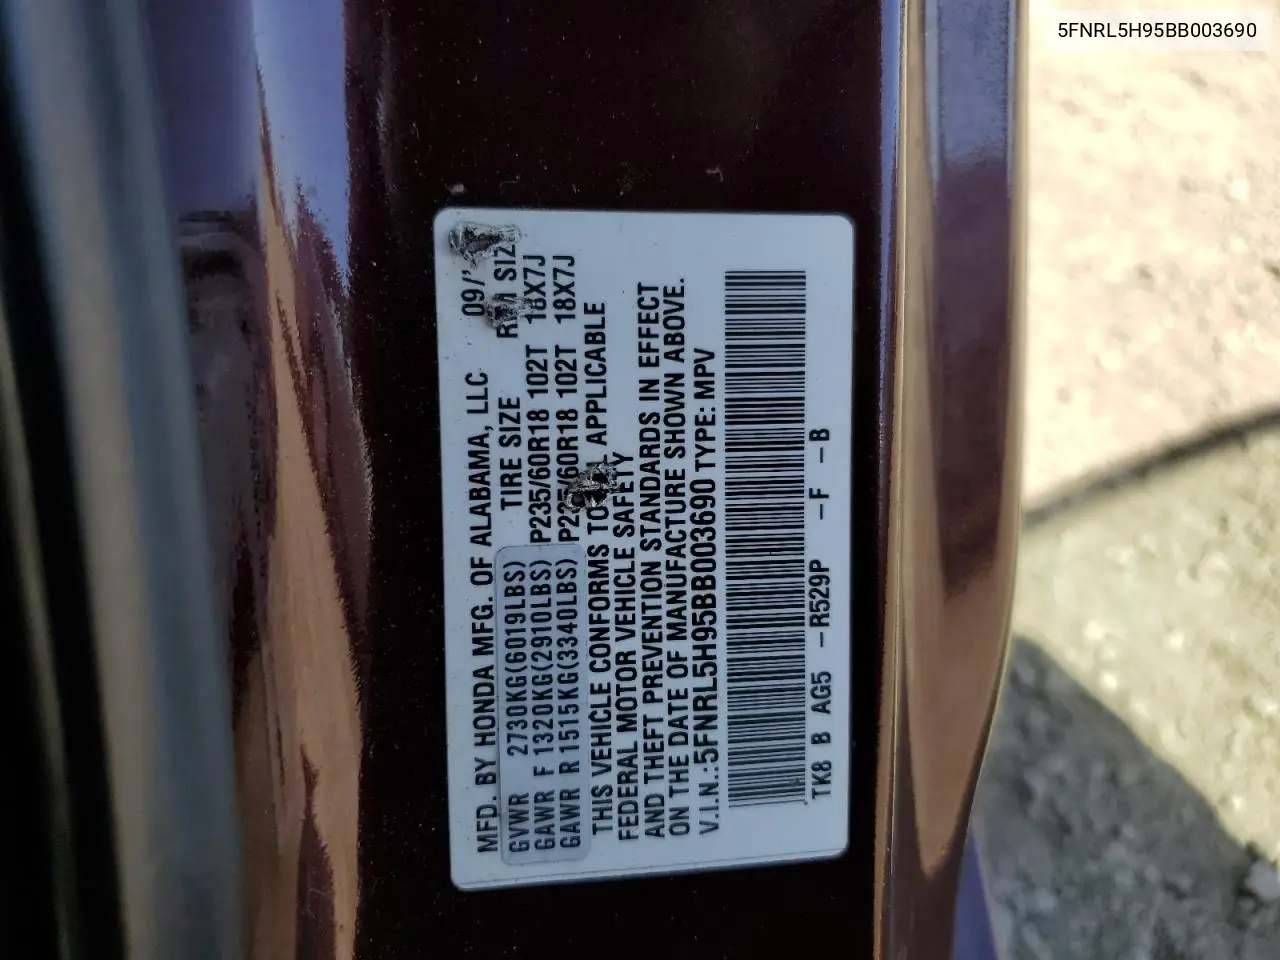 5FNRL5H95BB003690
MFD. BY HONDA MFG. OF ALABAMA, LLC 09/
TIRE SIZE SIZ
GVWR 2730KG(6019LBS)
GAWR F 1320KG(2910LBS) P235/60R18 102T 18X7J
GAWR R 1515KG(3340LBS) 102T 18X7J
THIS VEHICLE CONFORMS TO APPLICABLE
FEDERAL MOTOR VEHICLE SAFETY
AND THEFT PREVENTION STANDARDS IN EFFECT
ON THE DATE OF MANUFACTURE SHOWN ABOVE.
V.I.N.:5FNRL5H95BB003690 TYPE: MPV
TK8 B AG5 -R529P -F -B